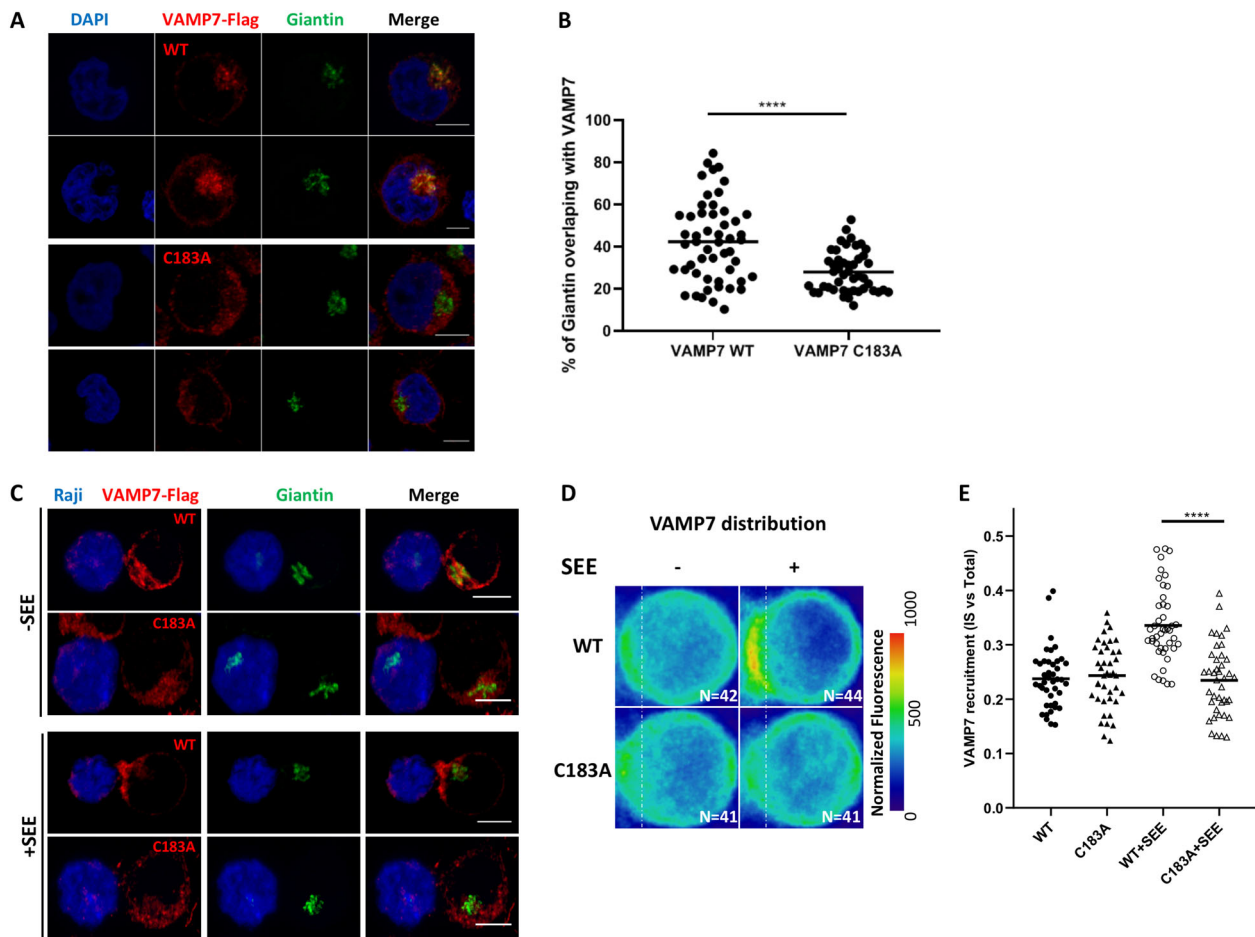 A
DAPI VAMP7-Flag Giantin Merge
WT
C183A
B
% of Giantin overlaping with VAMP7
****
100
80
60
40
20
0
VAMP7 WT VAMP7 C183A
C
Raji VAMP7-Flag Giantin Merge
-SEE
WT
C183A
+SEE
WT
C183A
D
VAMP7 distribution
SEE - +
WT
N=42 N=44
C183A
N=41 N=41
Normalized Fluorescence
1000
500
0
E
VAMP7 recruitment (IS vs Total)
****
0.5
0.4
0.3
0.2
0.1
0.0
WT
C183A
WT+SEE
C183A+SEE